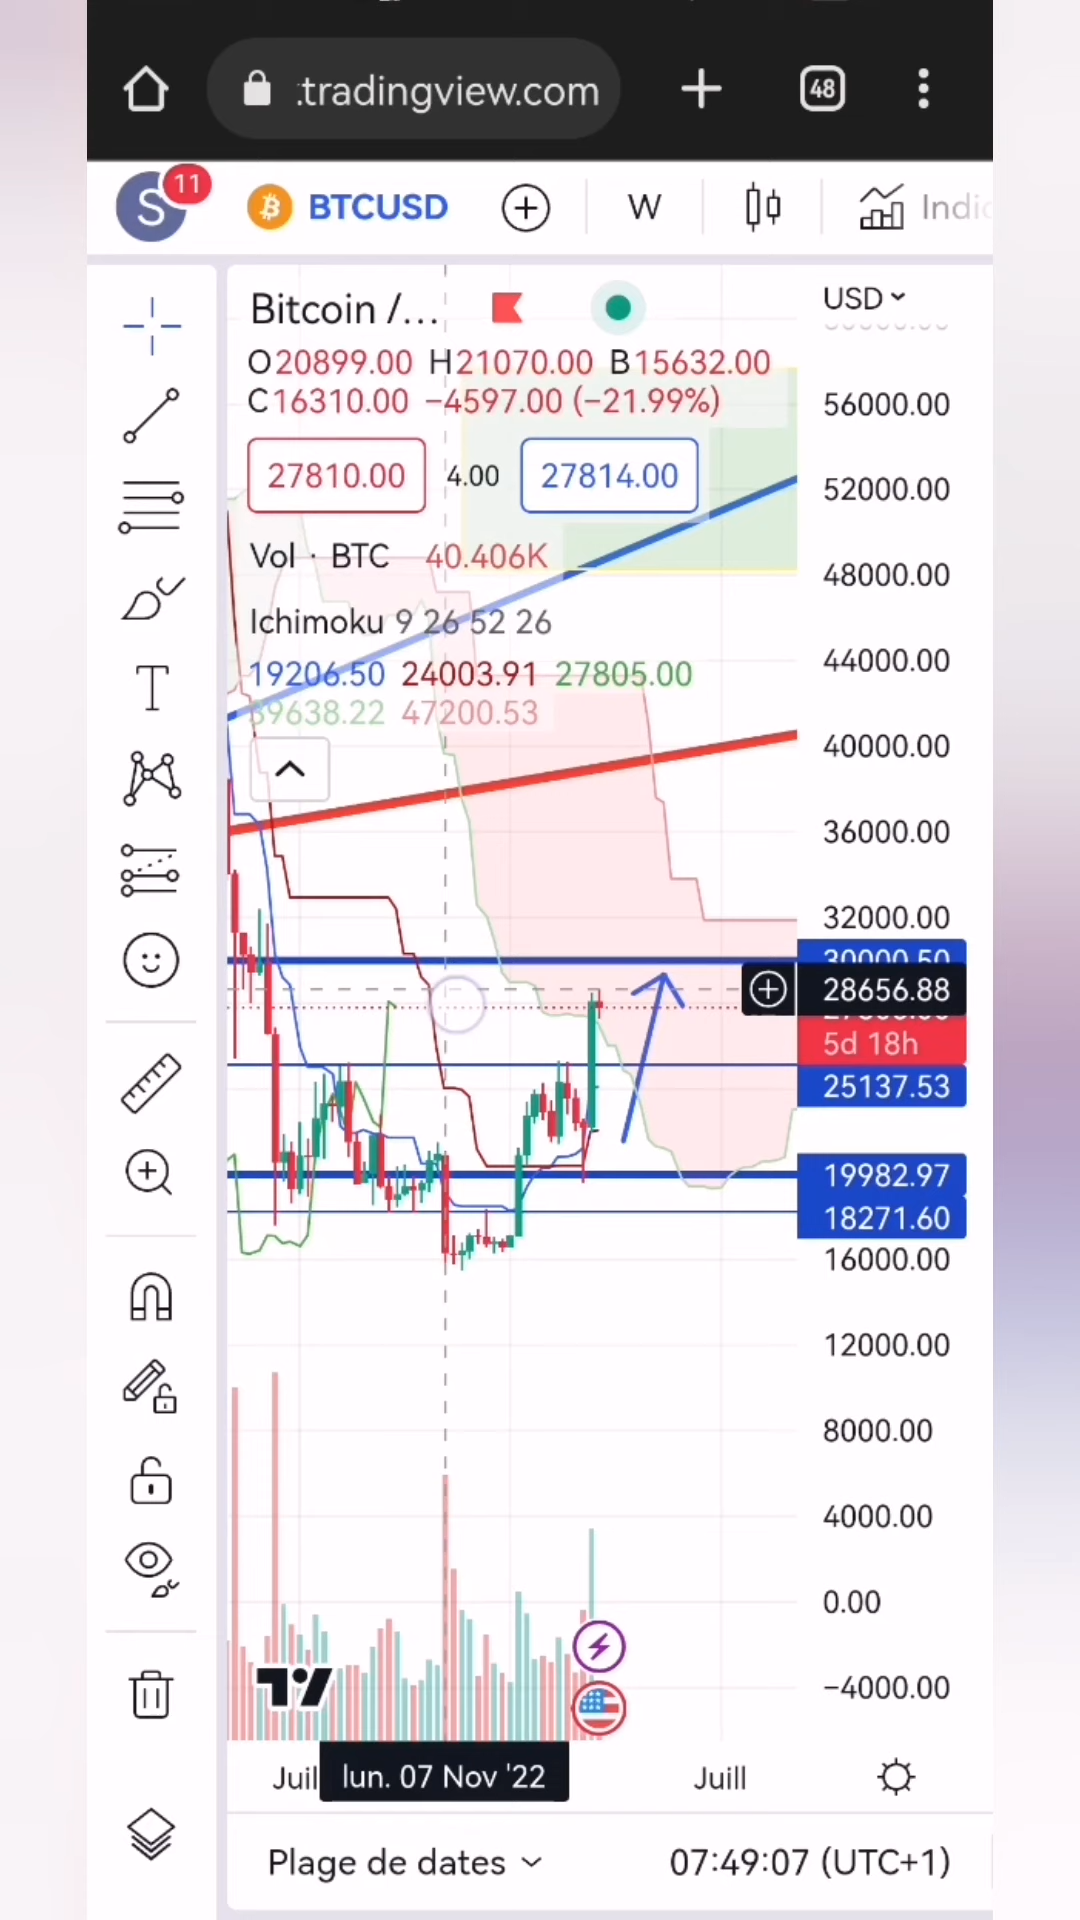 .tradingview.com
48
S
11
BTCUSD
W
Indic
Bitcoin /...
USD
O20899.00 H21070.00 B15632.00
C16310.00 −4597.00 (−21.99%)
27810.00
4.00
27814.00
Vol · BTC 40.406K
Ichimoku 9 26 52 26
19206.50 24003.91 27805.00
39638.22 47200.53
56000.00
52000.00
48000.00
44000.00
40000.00
36000.00
32000.00
30000.50
28656.88
5d 18h
25137.53
19982.97
18271.60
16000.00
12000.00
8000.00
4000.00
0.00
−4000.00
Juil
lun. 07 Nov '22
Juill
Plage de dates
07:49:07 (UTC+1)